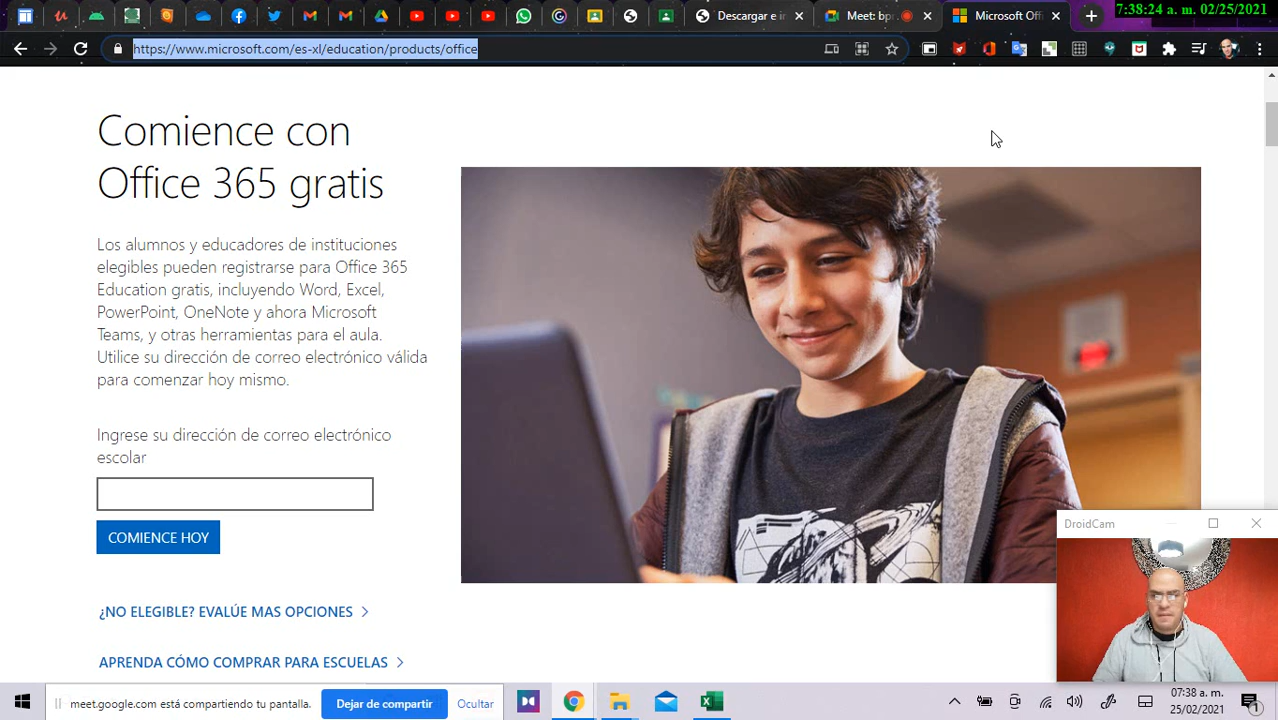 Descargar e in
Meet: bpr
Microsoft Off
7:38:24 a. m. 02/25/2021
https://www.microsoft.com/es-xl/education/products/office
Comience con
Office 365 gratis
Los alumnos y educadores de instituciones
elegibles pueden registrarse para Office 365
Education gratis, incluyendo Word, Excel,
PowerPoint, OneNote y ahora Microsoft
Teams, y otras herramientas para el aula.
Utilice su dirección de correo electrónico válida
para comenzar hoy mismo.
Ingrese su dirección de correo electrónico
escolar
COMIENCE HOY
¿NO ELEGIBLE? EVALÚE MAS OPCIONES
APRENDA CÓMO COMPRAR PARA ESCUELAS
DroidCam
meet.google.com está compartiendo tu pantalla.
Dejar de compartir
Ocultar
07:38 a. m.
25/02/2021
1